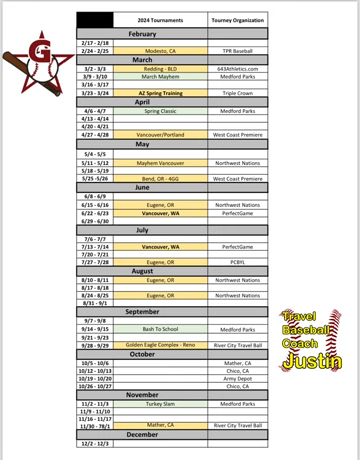 2024 Tournaments Tourney Organization
February
2/17 - 2/18
2/24 - 2/25 Modesto, CA TPR Baseball
March
3/2 - 3/3 Redding - BLD 643Athletics.com
3/9 - 3/10 March Mayhem Medford Parks
3/16 - 3/17
3/23 - 3/24 AZ Spring Training Triple Crown
April
4/6 - 4/7 Spring Classic Medford Parks
4/13 - 4/14
4/20 - 4/21
4/27 - 4/28 Vancouver/Portland West Coast Premiere
May
5/4 - 5/5
5/11 - 5/12 Mayhem Vancouver Northwest Nations
5/18 - 5/19
5/25 -5/26 Bend, OR - 4GG West Coast Premiere
June
6/8 - 6/9
6/15 - 6/16 Eugene, OR Northwest Nations
6/22 - 6/23 Vancouver, WA PerfectGame
6/29 - 6/30
July
7/6 - 7/7
7/13 - 7/14 Vancouver, WA PerfectGame
7/20 - 7/21
7/27 - 7/28 Eugene, OR PCBYL
August
8/10 - 8/11 Eugene, OR Northwest Nations
8/17 - 8/18
8/24 - 8/25 Eugene, OR Northwest Nations
8/31 - 9/1
September
9/7 - 9/8
9/14 - 9/15 Bash To School Medford Parks
9/21 - 9/23
9/28 - 9/29 Golden Eagle Complex - Reno River City Travel Ball
October
10/5 - 10/6 Mather, CA
10/12 - 10/13 Chico, CA
10/19 - 10/20 Army Depot
10/26 - 10/27 Chico, CA
November
11/2 — 11/3 Turkey Slam Medford Parks
11/9 - 11/10
11/16 - 11/17
11/30 - 78/1 Mather, CA River City Travel Ball
December
12/2 - 12/3
G
Travel
Baseball
Coach
Justin